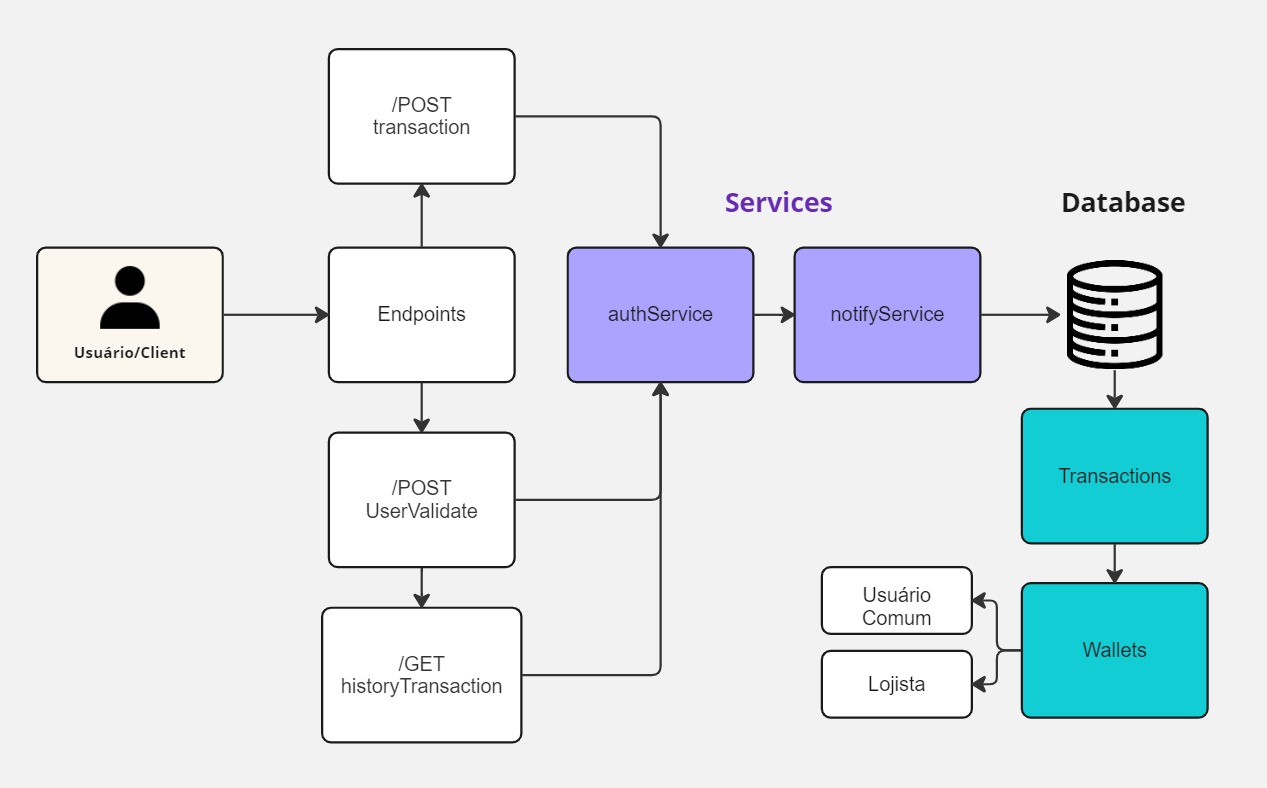 /POST
transaction
Services
Database
Usuário/Client
Endpoints
authService
notifyService
/POST
UserValidate
Transactions
/GET
historyTransaction
Usuário
Comum
Lojista
Wallets